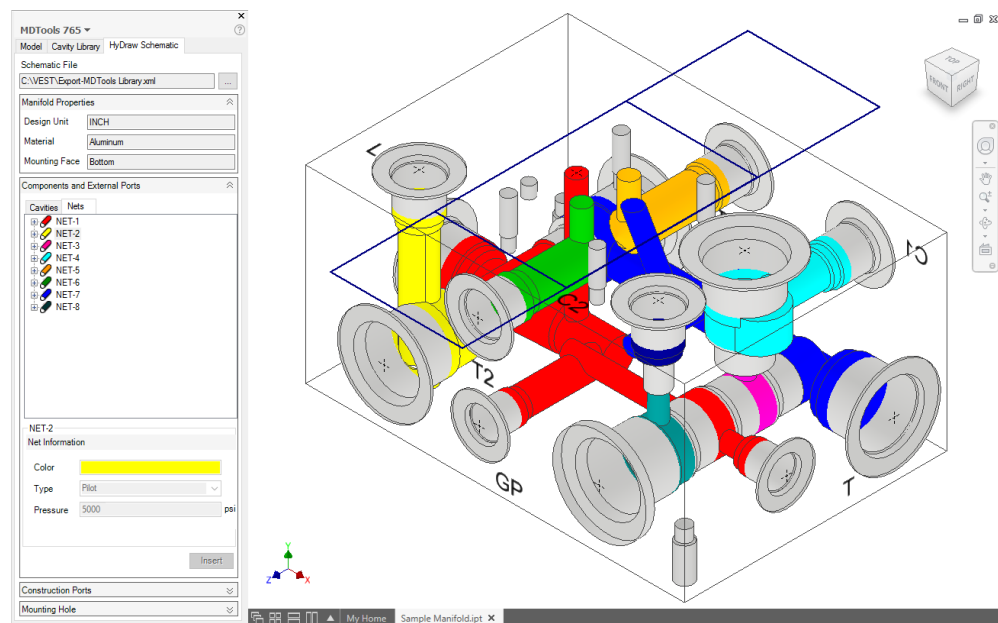 MDTools 765
Model Cavity Library HyDraw Schematic
Schematic File
C:\VEST\Export-MDTools Library.xml ...
Manifold Properties
Design Unit INCH
Material Aluminum
Mounting Face Bottom
Components and External Ports
Cavities Nets
NET-1
NET-2
NET-3
NET-4
NET-5
NET-6
NET-7
NET-8
NET-2
Net Information
Color
Type Pilot
Pressure 5000 psi
Insert
Construction Ports
Mounting Hole
TOP
FRONT RIGHT
L
C1
C2
T2
GP
T
Y
Z X
My Home Sample Manifold.ipt